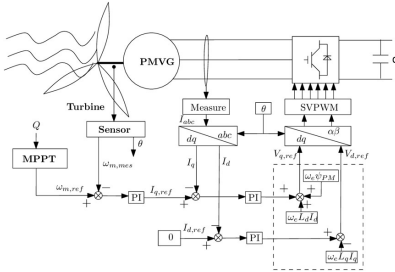 PMVG
C
Turbine
Measure
I_{abc}
θ
SVPWM
Q
Sensor
θ
dq
abc
dq
αβ
MPPT
ω_{m,mes}
I_q
I_d
V_{q,ref}
V_{d,ref}
ω_e ψ_{PM}
ω_{m,ref}
+
−
PI
I_{q,ref}
+
−
PI
+
+
+
ω_e L_d I_d
I_{d,ref}
−
0
+
PI
+
−
ω_e L_q I_q